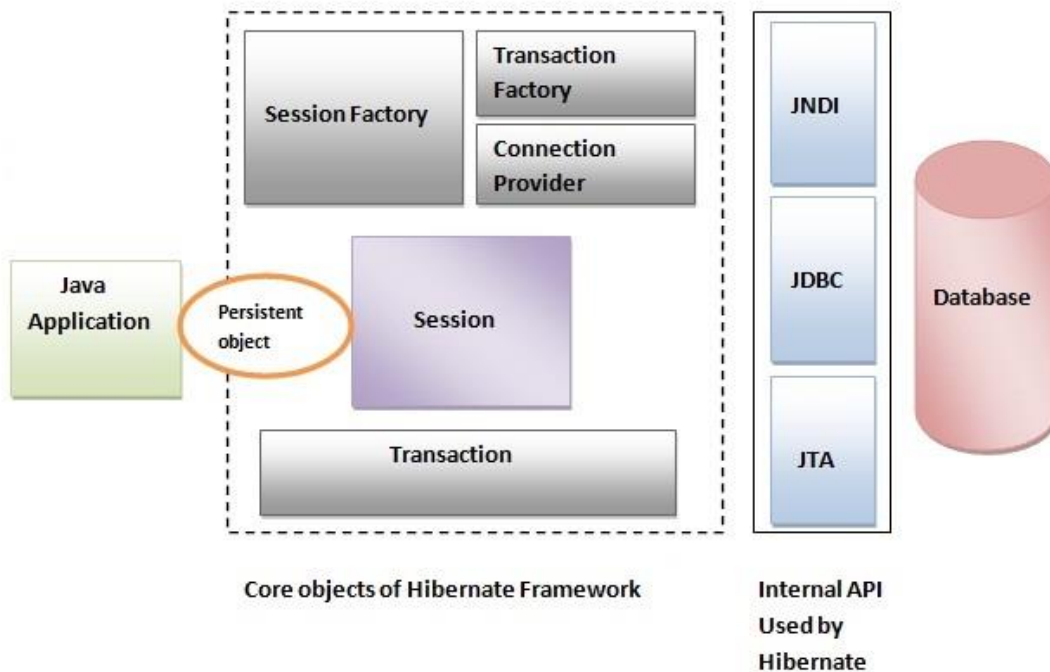 Session Factory
Transaction
Factory
Connection
Provider
Java
Application
Persistent
object
Session
Transaction
JNDI
JDBC
JTA
Database
Core objects of Hibernate Framework
Internal API
Used by
Hibernate